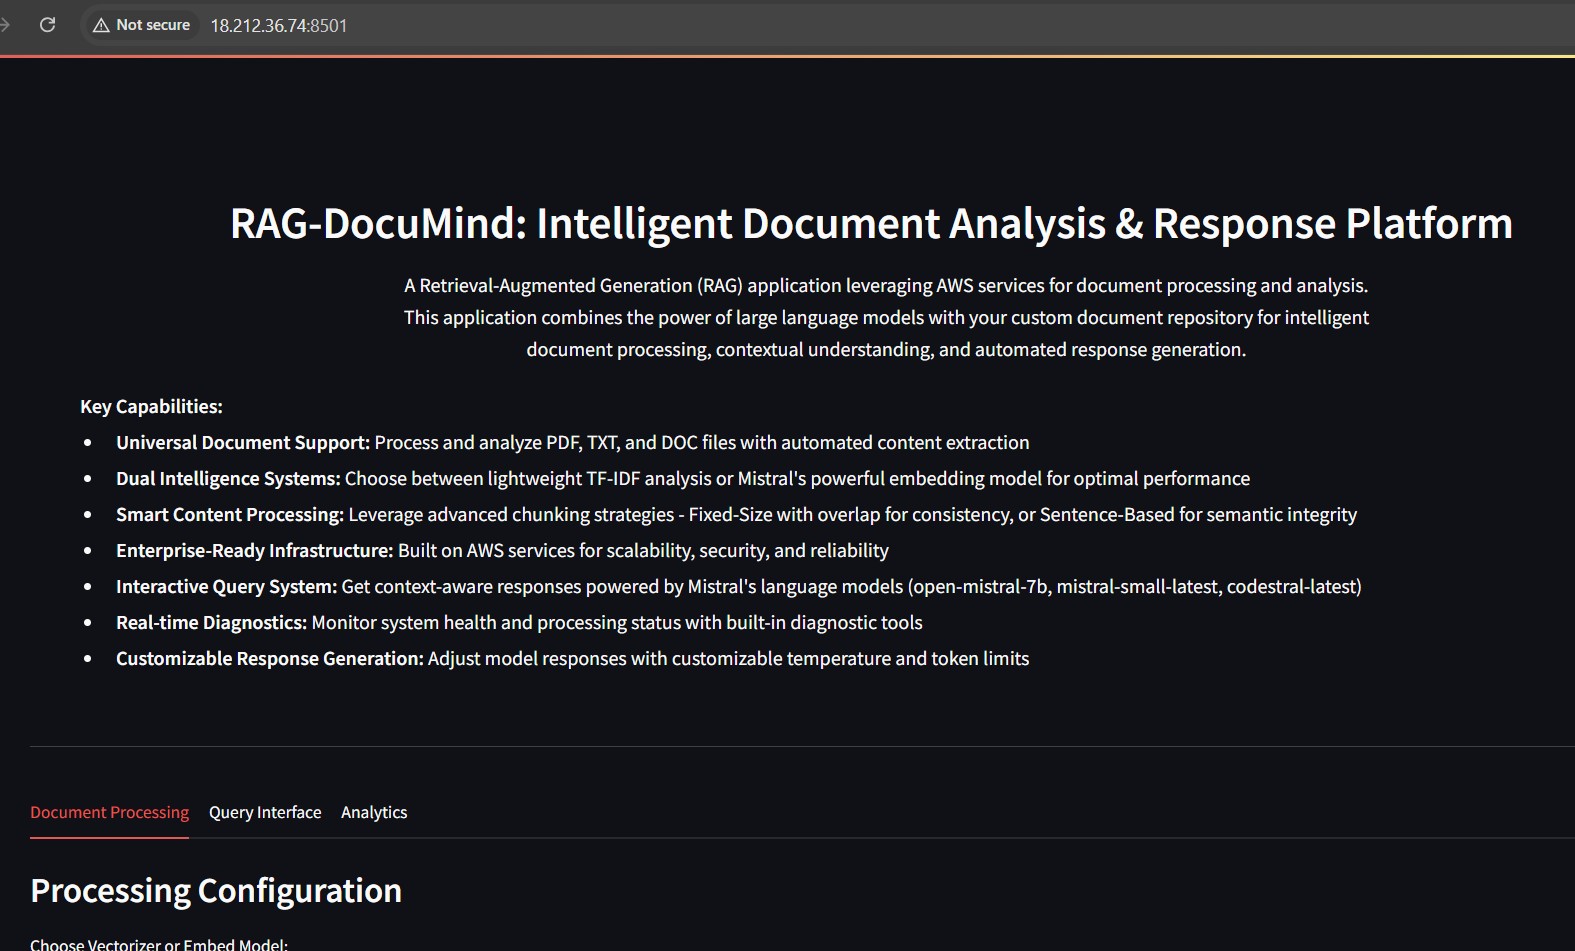 Not secure 18.212.36.74:8501
RAG-DocuMind: Intelligent Document Analysis & Response Platform
A Retrieval-Augmented Generation (RAG) application leveraging AWS services for document processing and analysis.
This application combines the power of large language models with your custom document repository for intelligent
document processing, contextual understanding, and automated response generation.
Key Capabilities:
• Universal Document Support: Process and analyze PDF, TXT, and DOC files with automated content extraction
• Dual Intelligence Systems: Choose between lightweight TF-IDF analysis or Mistral's powerful embedding model for optimal performance
• Smart Content Processing: Leverage advanced chunking strategies - Fixed-Size with overlap for consistency, or Sentence-Based for semantic integrity
• Enterprise-Ready Infrastructure: Built on AWS services for scalability, security, and reliability
• Interactive Query System: Get context-aware responses powered by Mistral's language models (open-mistral-7b, mistral-small-latest, codestral-latest)
• Real-time Diagnostics: Monitor system health and processing status with built-in diagnostic tools
• Customizable Response Generation: Adjust model responses with customizable temperature and token limits
Document Processing Query Interface Analytics
Processing Configuration
Choose Vectorizer or Embed Model: